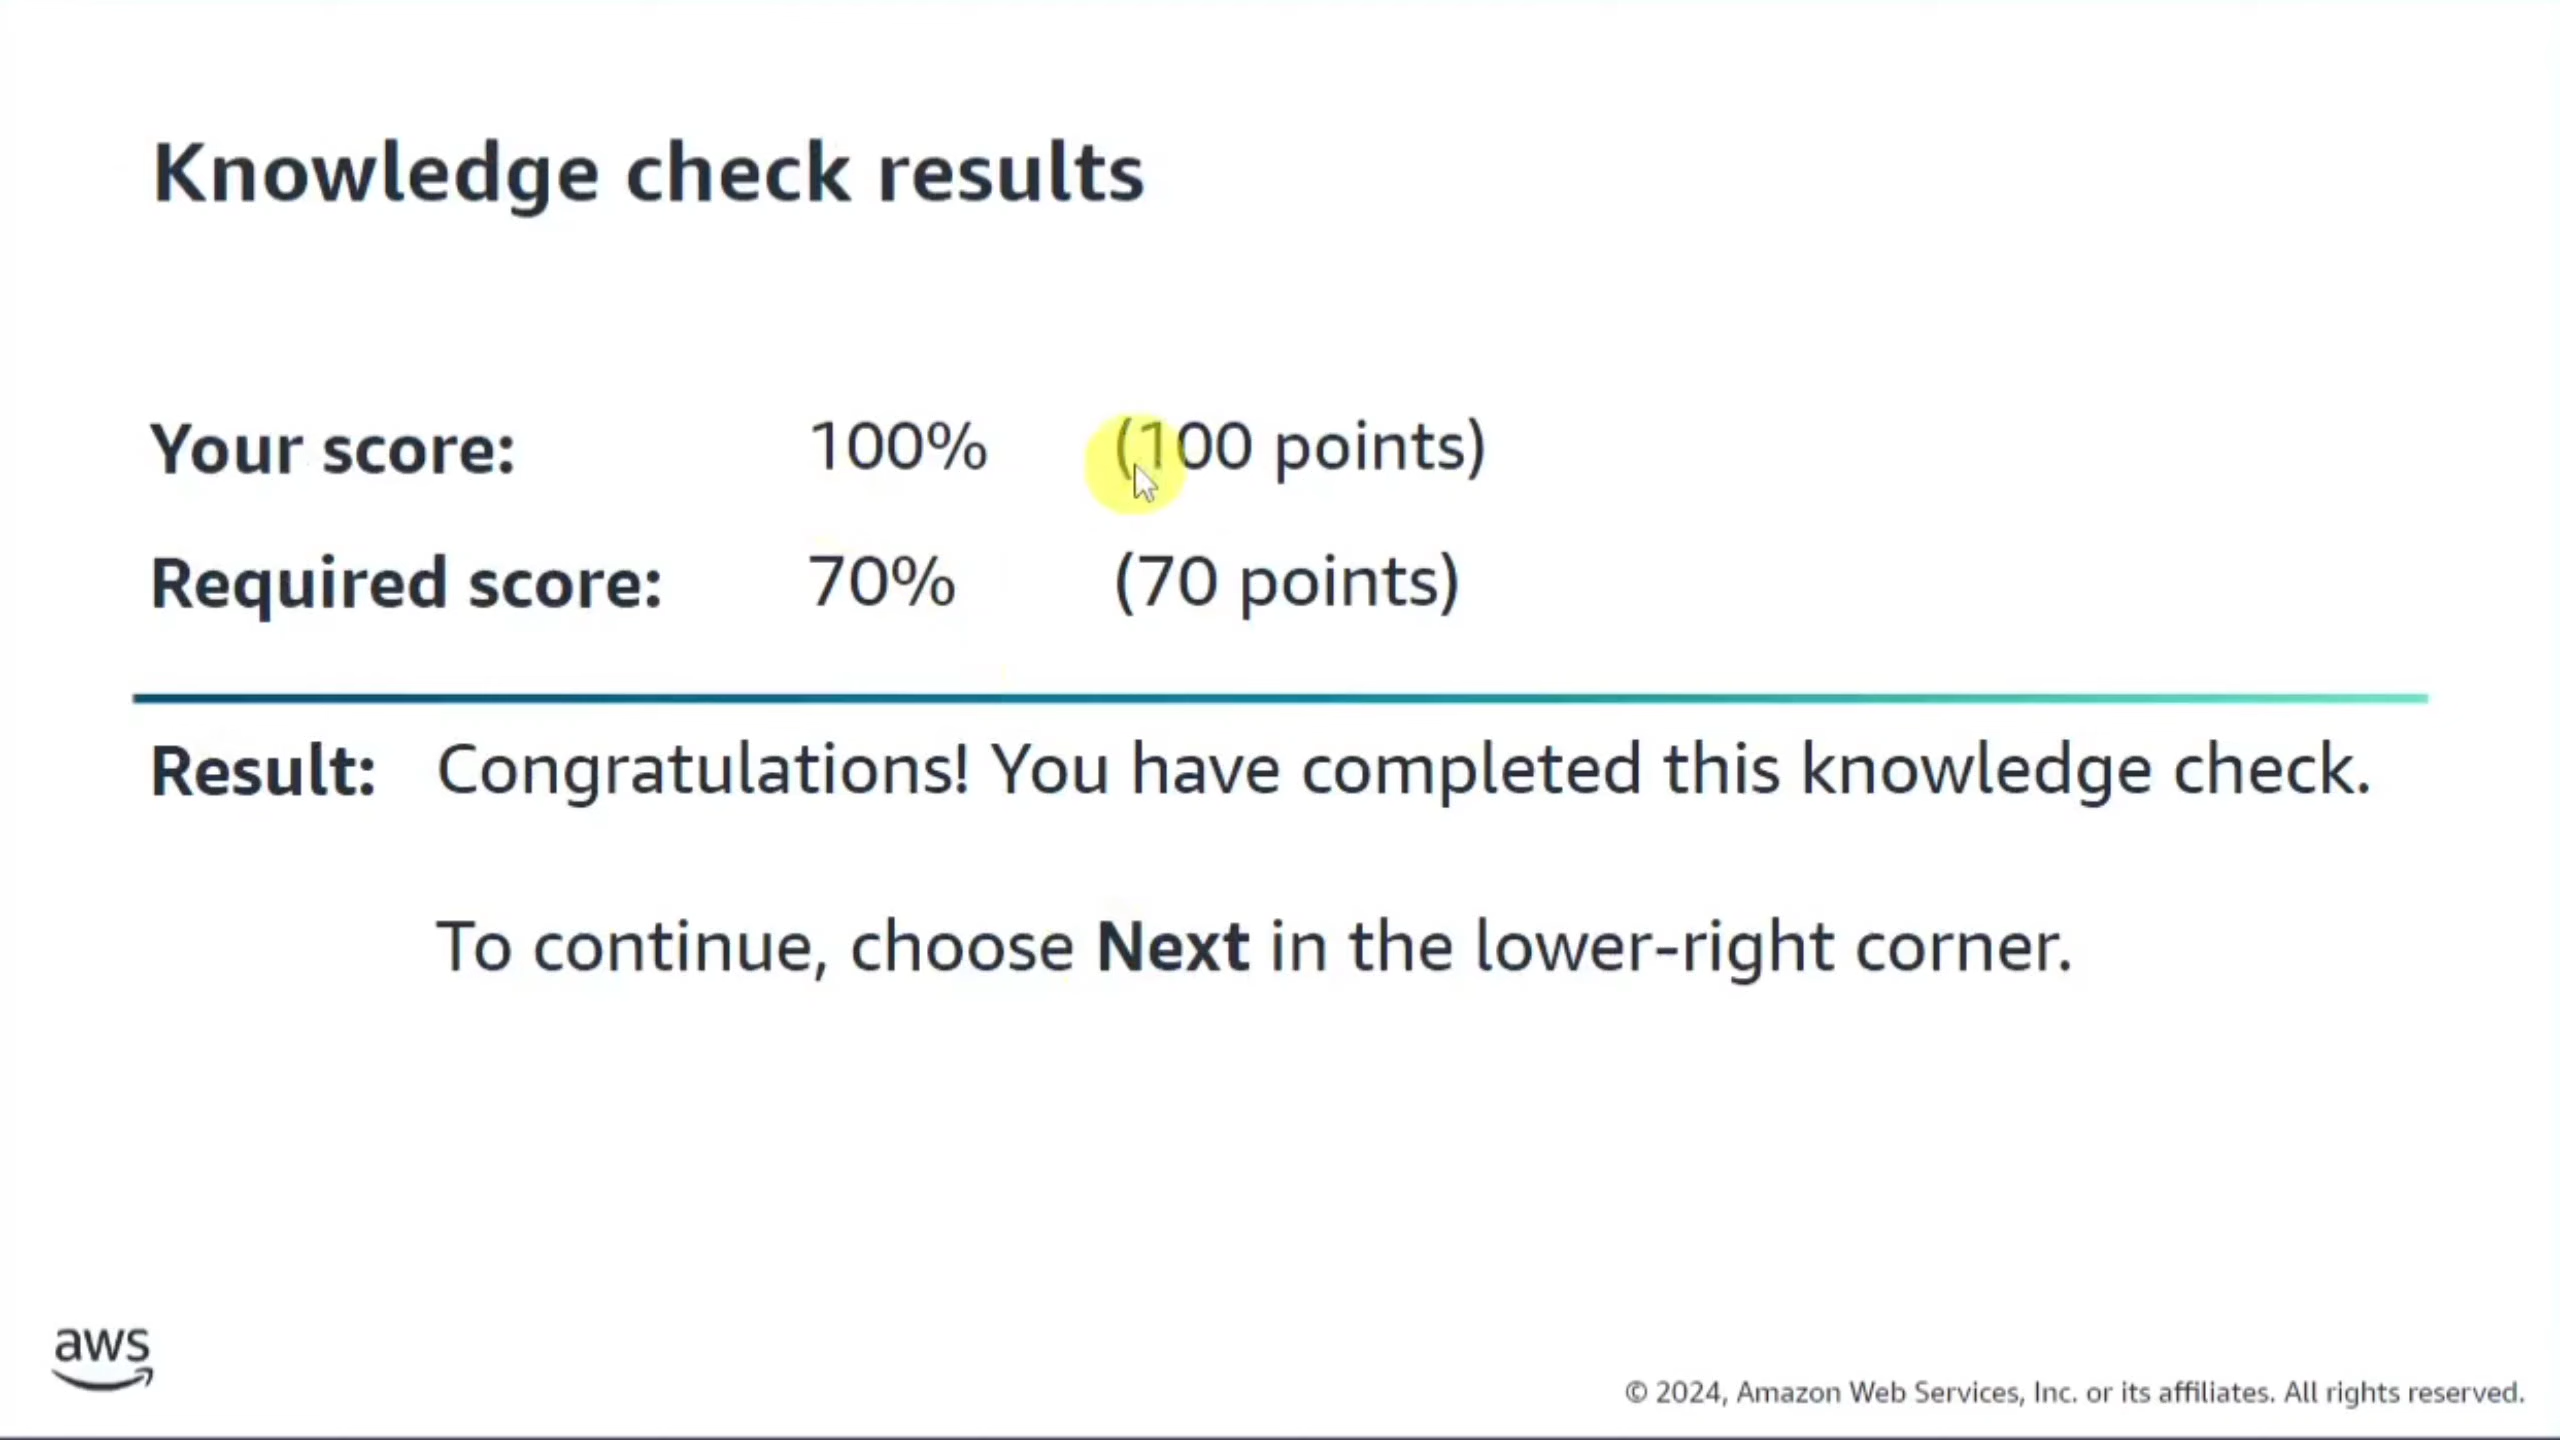 Knowledge check results
Your score: 100% (100 points)
Required score: 70% (70 points)
Result: Congratulations! You have completed this knowledge check.
To continue, choose Next in the lower-right corner.
aws
© 2024, Amazon Web Services, Inc. or its affiliates. All rights reserved.